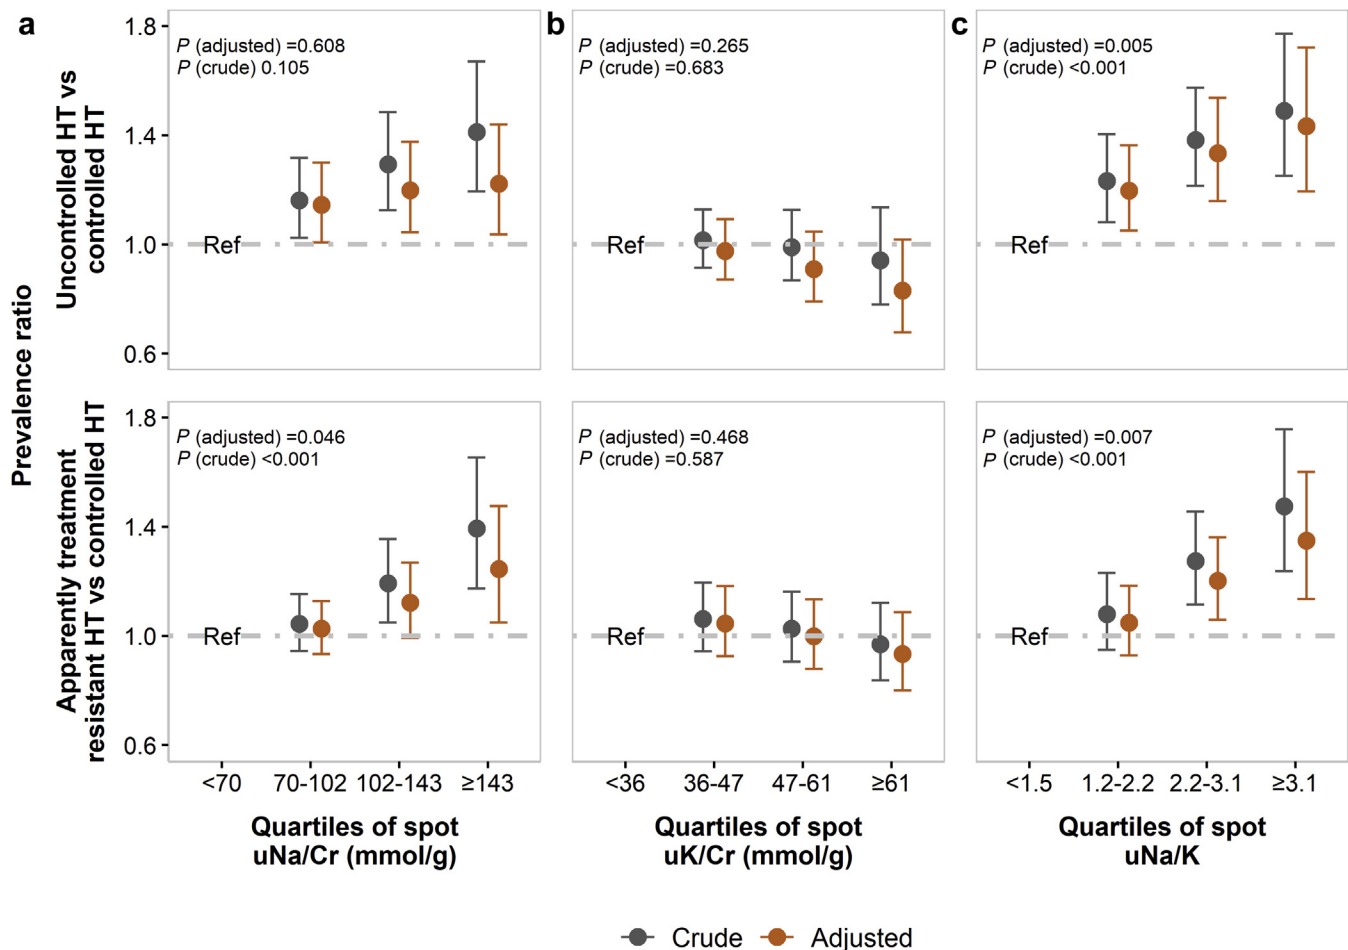 a
b
c
Prevalence ratio
Uncontrolled HT vs
controlled HT
1.8
1.4
1.0
0.6
P (adjusted) =0.608
P (crude) 0.105
Ref
P (adjusted) =0.265
P (crude) =0.683
Ref
P (adjusted) =0.005
P (crude) <0.001
Ref
Apparently treatment
resistant HT vs controlled HT
1.8
1.4
1.0
0.6
P (adjusted) =0.046
P (crude) <0.001
Ref
P (adjusted) =0.468
P (crude) =0.587
Ref
P (adjusted) =0.007
P (crude) <0.001
Ref
<70 70-102 102-143 ≥143
<36 36-47 47-61 ≥61
<1.5 1.2-2.2 2.2-3.1 ≥3.1
Quartiles of spot
uNa/Cr (mmol/g)
Quartiles of spot
uK/Cr (mmol/g)
Quartiles of spot
uNa/K
Crude Adjusted